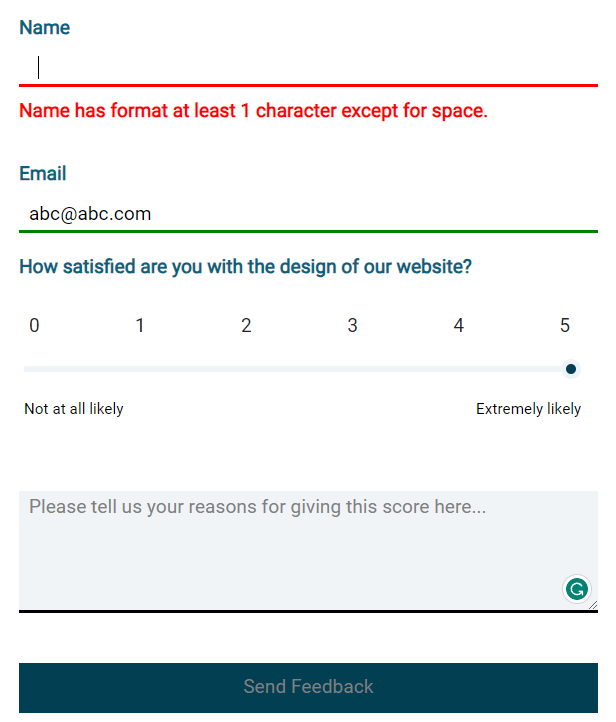 Name
Name has format at least 1 character except for space.
Email
abc@abc.com
How satisfied are you with the design of our website?
0 1 2 3 4 5
Not at all likely Extremely likely
Please tell us your reasons for giving this score here...
Send Feedback